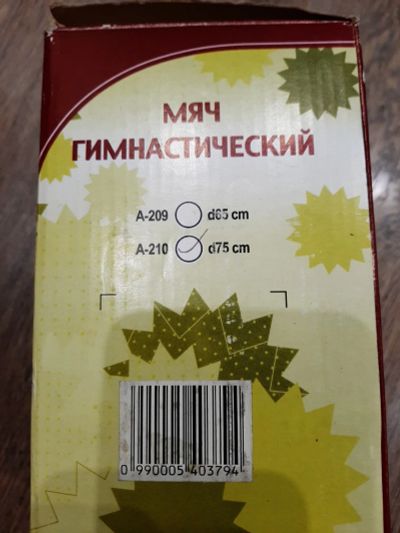 МЯЧ
ГИМНАСТИЧЕСКИЙ
А-209 d65 cm
А-210 d75 cm
0 990005 403794